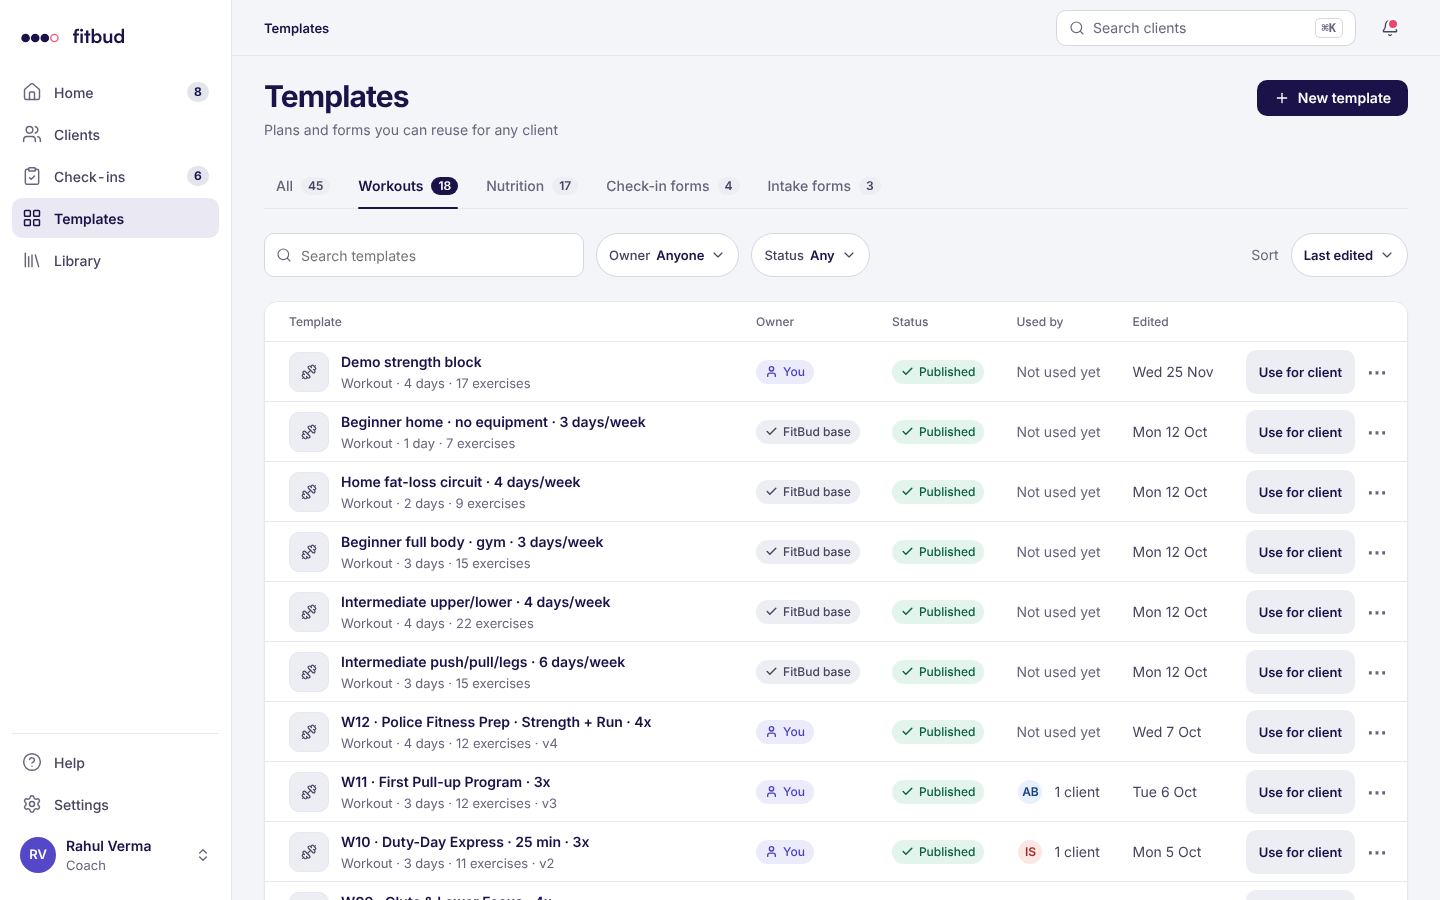 fitbud
Home 8
Clients
Check-ins 6
Templates
Library
Help
Settings
RV Rahul Verma
Coach
Templates
Search clients ⌘K
Templates
Plans and forms you can reuse for any client
+ New template
All 45 Workouts 18 Nutrition 17 Check-in forms 4 Intake forms 3
Search templates Owner Anyone Status Any Sort Last edited
Template Owner Status Used by Edited
Demo strength block
Workout · 4 days · 17 exercises
You Published Not used yet Wed 25 Nov Use for client ···
Beginner home · no equipment · 3 days/week
Workout · 1 day · 7 exercises
FitBud base Published Not used yet Mon 12 Oct Use for client ···
Home fat-loss circuit · 4 days/week
Workout · 2 days · 9 exercises
FitBud base Published Not used yet Mon 12 Oct Use for client ···
Beginner full body · gym · 3 days/week
Workout · 3 days · 15 exercises
FitBud base Published Not used yet Mon 12 Oct Use for client ···
Intermediate upper/lower · 4 days/week
Workout · 4 days · 22 exercises
FitBud base Published Not used yet Mon 12 Oct Use for client ···
Intermediate push/pull/legs · 6 days/week
Workout · 3 days · 15 exercises
FitBud base Published Not used yet Mon 12 Oct Use for client ···
W12 · Police Fitness Prep · Strength + Run · 4x
Workout · 4 days · 12 exercises · v4
You Published Not used yet Wed 7 Oct Use for client ···
W11 · First Pull-up Program · 3x
Workout · 3 days · 12 exercises · v3
You Published AB 1 client Tue 6 Oct Use for client ···
W10 · Duty-Day Express · 25 min · 3x
Workout · 3 days · 11 exercises · v2
You Published IS 1 client Mon 5 Oct Use for client ···